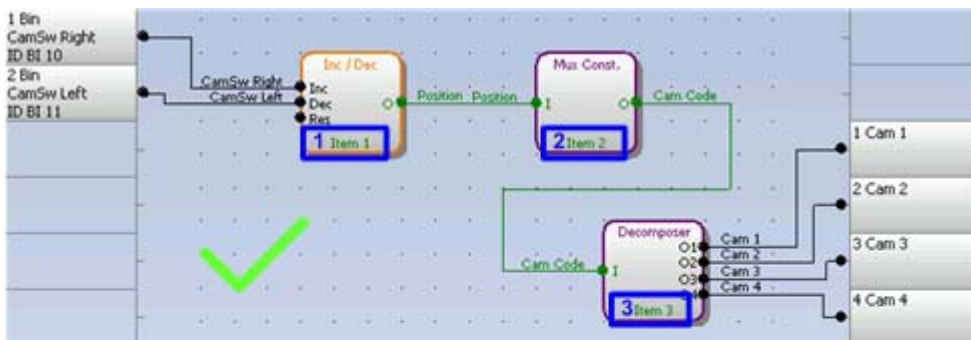 1 Bin
CamSw Right
ID BI 10
2 Bin
CamSw Left
ID BI 11
Inc / Dec
CamSw Right
Inc
CamSw Left
Dec
O
Res
1 Item 1
Position Position
Mux Const.
I
O
2 Item 2
Cam Code
Decomposer
O1
O2
O3
Cam Code
I
3 Item 3
Cam 1
Cam 2
Cam 3
Cam 4
1 Cam 1
2 Cam 2
3 Cam 3
4 Cam 4